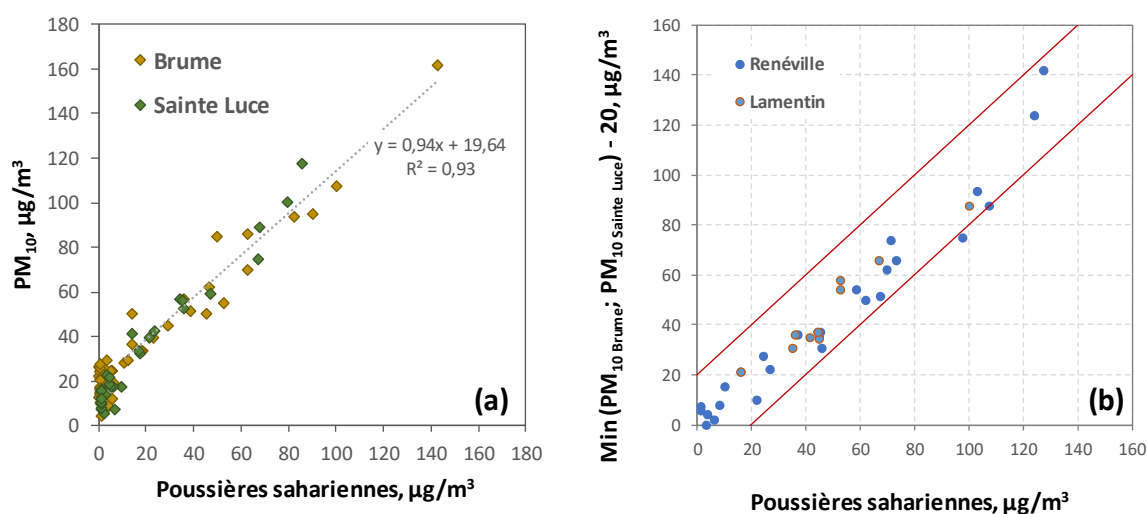 180
160
140
120
100
80
60
40
20
0
PM10, µg/m³
Brume
Sainte Luce
y = 0,94x + 19,64
R² = 0,93
(a)
0 20 40 60 80 100 120 140 160 180
Poussières sahariennes, µg/m³
160
140
120
100
80
60
40
20
0
Min (PM10 Brume; PM10 Sainte Luce) - 20, µg/m³
Renéville
Lamentin
(b)
0 20 40 60 80 100 120 140 160
Poussières sahariennes, µg/m³